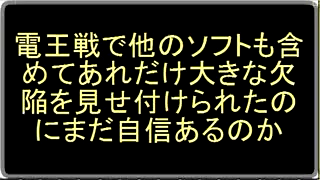 電王戦で他のソフトも含
めてあれだけ大きな欠
陥を見せ付けられたの
にまだ自信あるのか